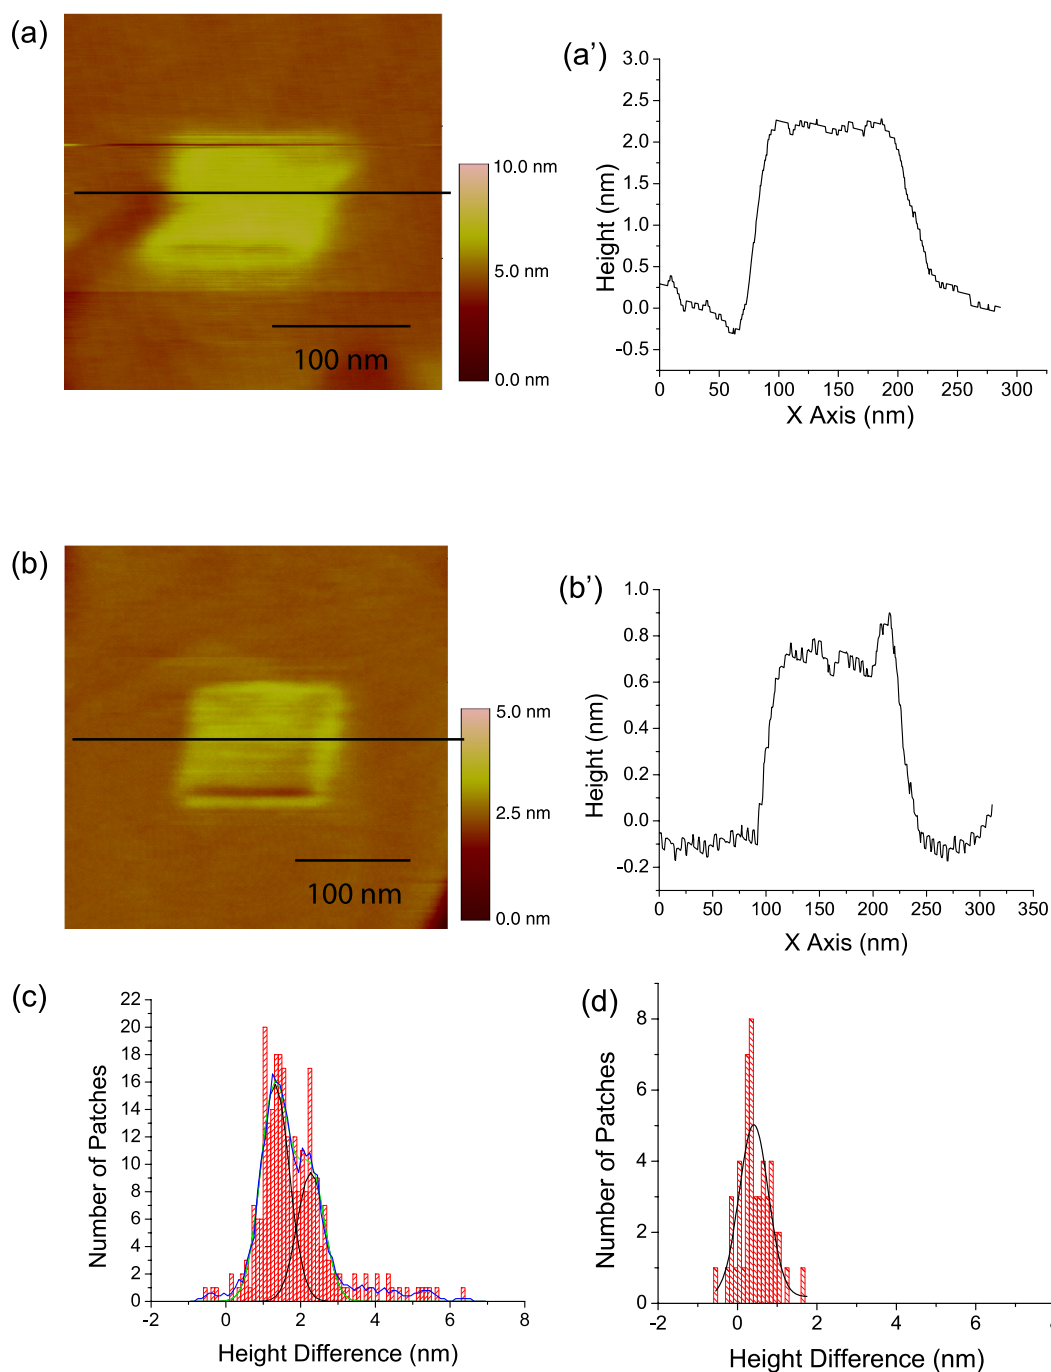 (a)
10.0 nm
5.0 nm
0.0 nm
100 nm
(a’)
3.0
2.5
2.0
1.5
1.0
0.5
0.0
-0.5
Height (nm)
0 50 100 150 200 250 300
X Axis (nm)
(b)
5.0 nm
2.5 nm
0.0 nm
100 nm
(b’)
1.0
0.8
0.6
0.4
0.2
0.0
-0.2
Height (nm)
0 50 100 150 200 250 300 350
X Axis (nm)
(c)
22
20
18
16
14
12
10
8
6
4
2
0
Number of Patches
-2 0 2 4 6 8
Height Difference (nm)
(d)
8
6
4
2
0
Number of Patches
-2 0 2 4 6 8
Height Difference (nm)